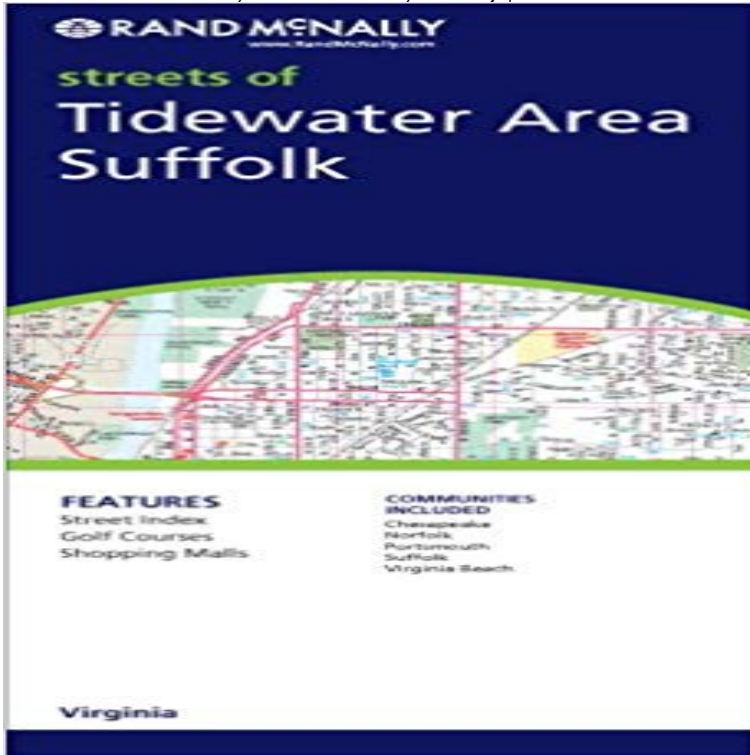 RAND McNALLY
www.RandMcNally.com
streets of
Tidewater Area
Suffolk
FEATURES
Street Index
Golf Courses
Shopping Malls
COMMUNITIES
INCLUDED
Chesapeake
Norfolk
Portsmouth
Suffolk
Virginia Beach
Virginia